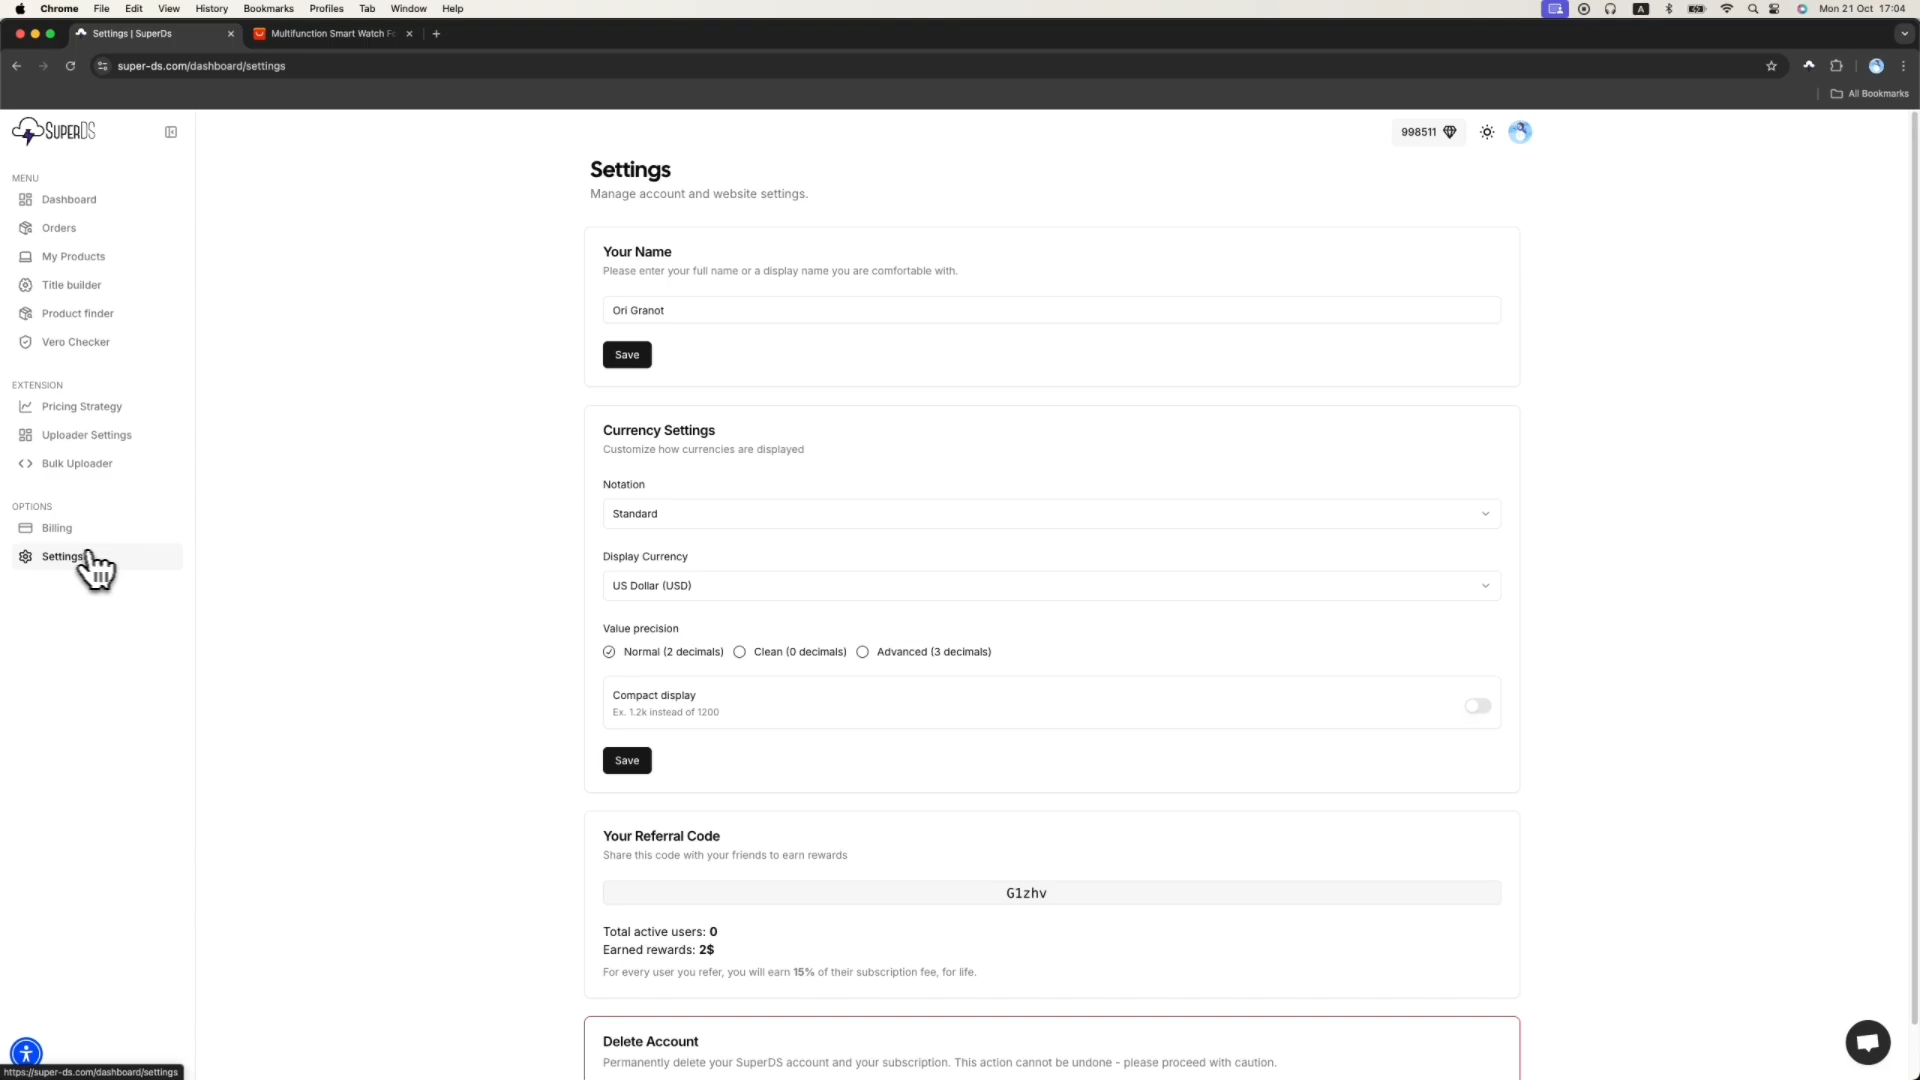 Chrome File Edit View History Bookmarks Profiles Tab Window Help
A Mon 21 Oct 17:04
Settings | SuperDs
Multifunction Smart Watch Fo
super-ds.com/dashboard/settings
All Bookmarks
SUPERDS
998511
MENU
Dashboard
Orders
My Products
Title builder
Product finder
Vero Checker
EXTENSION
Pricing Strategy
Uploader Settings
Bulk Uploader
OPTIONS
Billing
Settings
Settings
Manage account and website settings.
Your Name
Please enter your full name or a display name you are comfortable with.
Ori Granot
Save
Currency Settings
Customize how currencies are displayed
Notation
Standard
Display Currency
US Dollar (USD)
Value precision
Normal (2 decimals) Clean (0 decimals) Advanced (3 decimals)
Compact display
Ex. 1.2k instead of 1200
Save
Your Referral Code
Share this code with your friends to earn rewards
G1zhv
Total active users: 0
Earned rewards: 2$
For every user you refer, you will earn 15% of their subscription fee, for life.
Delete Account
Permanently delete your SuperDS account and your subscription. This action cannot be undone - please proceed with caution.
https://super-ds.com/dashboard/settings